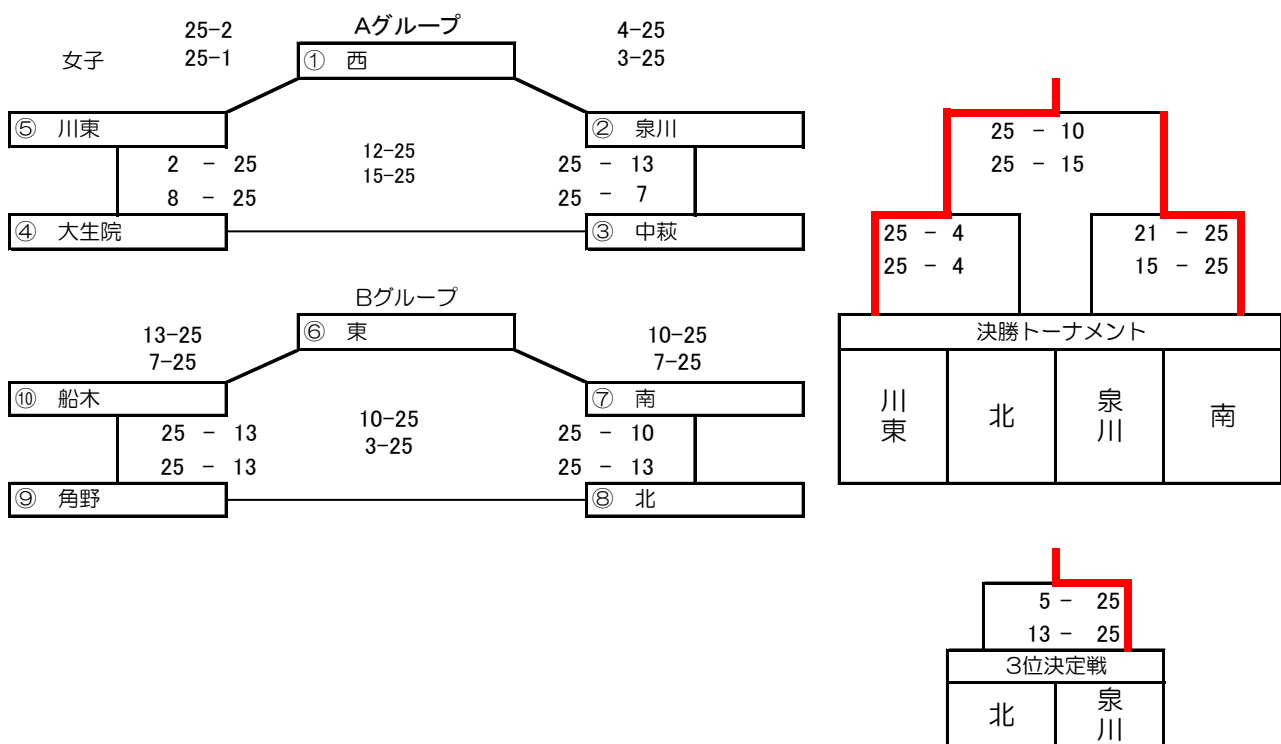 女子
Aグループ
25-2
25-1
4-25
3-25
① 西
⑤ 川東
② 泉川
2 - 25
8 - 25
12-25
15-25
25 - 13
25 - 7
④ 大生院
③ 中萩
Bグループ
13-25
7-25
10-25
7-25
⑥ 東
⑩ 船木
⑦ 南
25 - 13
25 - 13
10-25
3-25
25 - 10
25 - 13
⑨ 角野
⑧ 北
25 - 10
25 - 15
25 - 4
25 - 4
21 - 25
15 - 25
決勝トーナメント
川東
北
泉川
南
5 - 25
13 - 25
3位決定戦
北
泉川